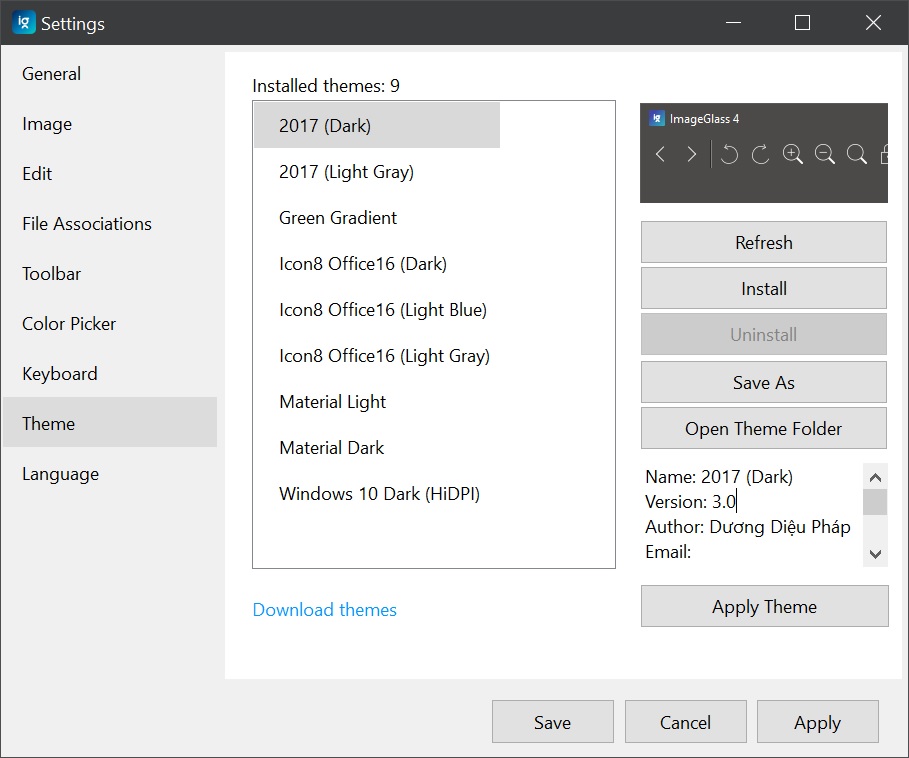 Settings
General
Image
Edit
File Associations
Toolbar
Color Picker
Keyboard
Theme
Language
Installed themes: 9
2017 (Dark)
2017 (Light Gray)
Green Gradient
Icon8 Office16 (Dark)
Icon8 Office16 (Light Blue)
Icon8 Office16 (Light Gray)
Material Light
Material Dark
Windows 10 Dark (HiDPI)
Download themes
ImageGlass 4
Refresh
Install
Uninstall
Save As
Open Theme Folder
Name: 2017 (Dark)
Version: 3.0
Author: Dương Diệu Pháp
Email:
Apply Theme
Save
Cancel
Apply